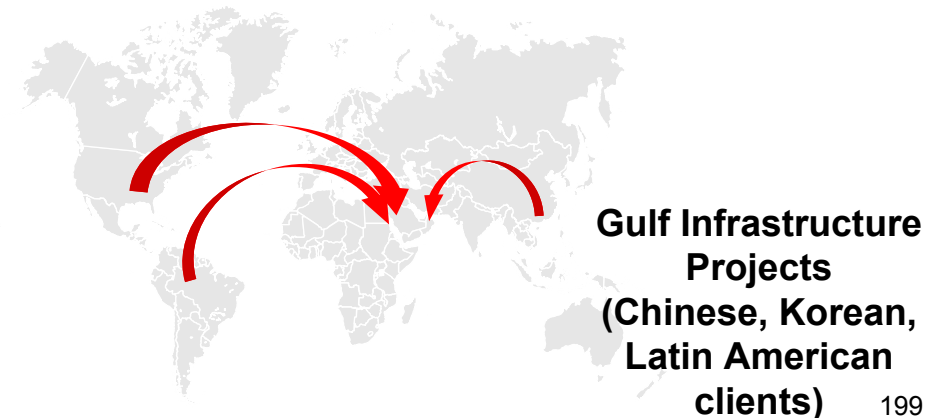 Gulf Infrastructure
Projects
(Chinese, Korean,
Latin American
clients)
199